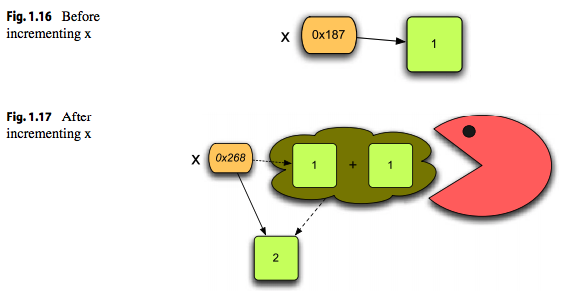 Fig. 1.16 Before
incrementing x
X
0x187
1
Fig. 1.17 After
incrementing x
X
0x268
1
+
1
2